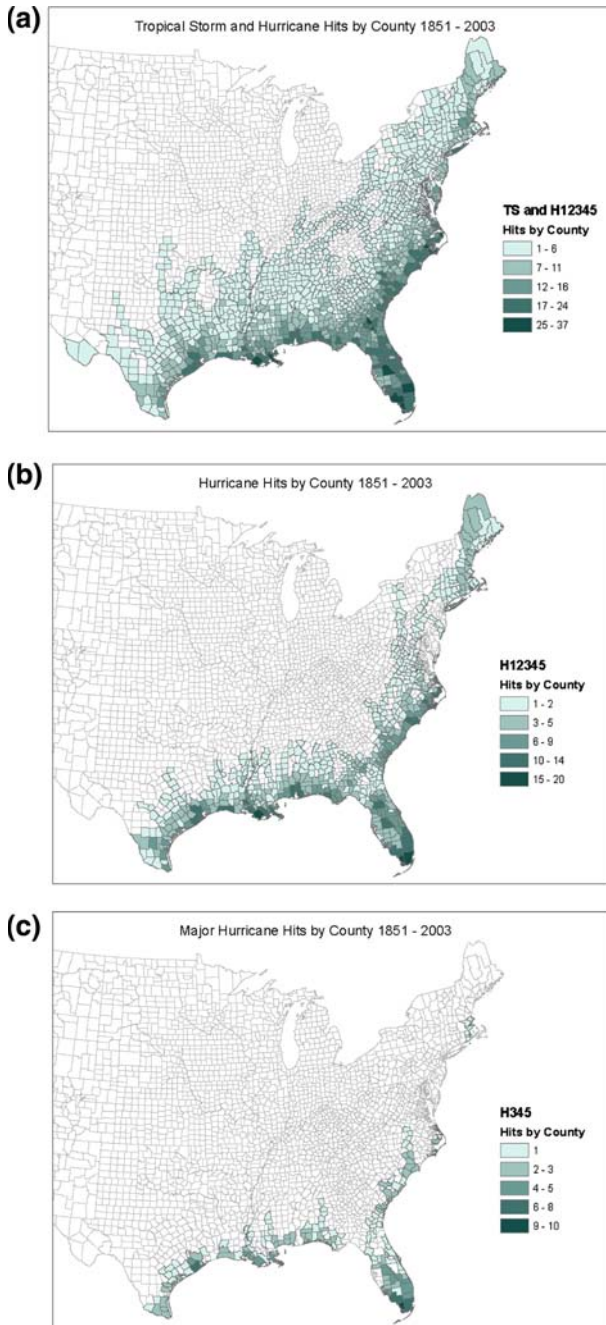 (a)
Tropical Storm and Hurricane Hits by County 1851 - 2003
TS and H12345
Hits by County
1 - 6
7 - 11
12 - 16
17 - 24
25 - 37
(b)
Hurricane Hits by County 1851 - 2003
H12345
Hits by County
1 - 2
3 - 5
6 - 9
10 - 14
15 - 20
(c)
Major Hurricane Hits by County 1851 - 2003
H345
Hits by County
1
2 - 3
4 - 5
6 - 8
9 - 10